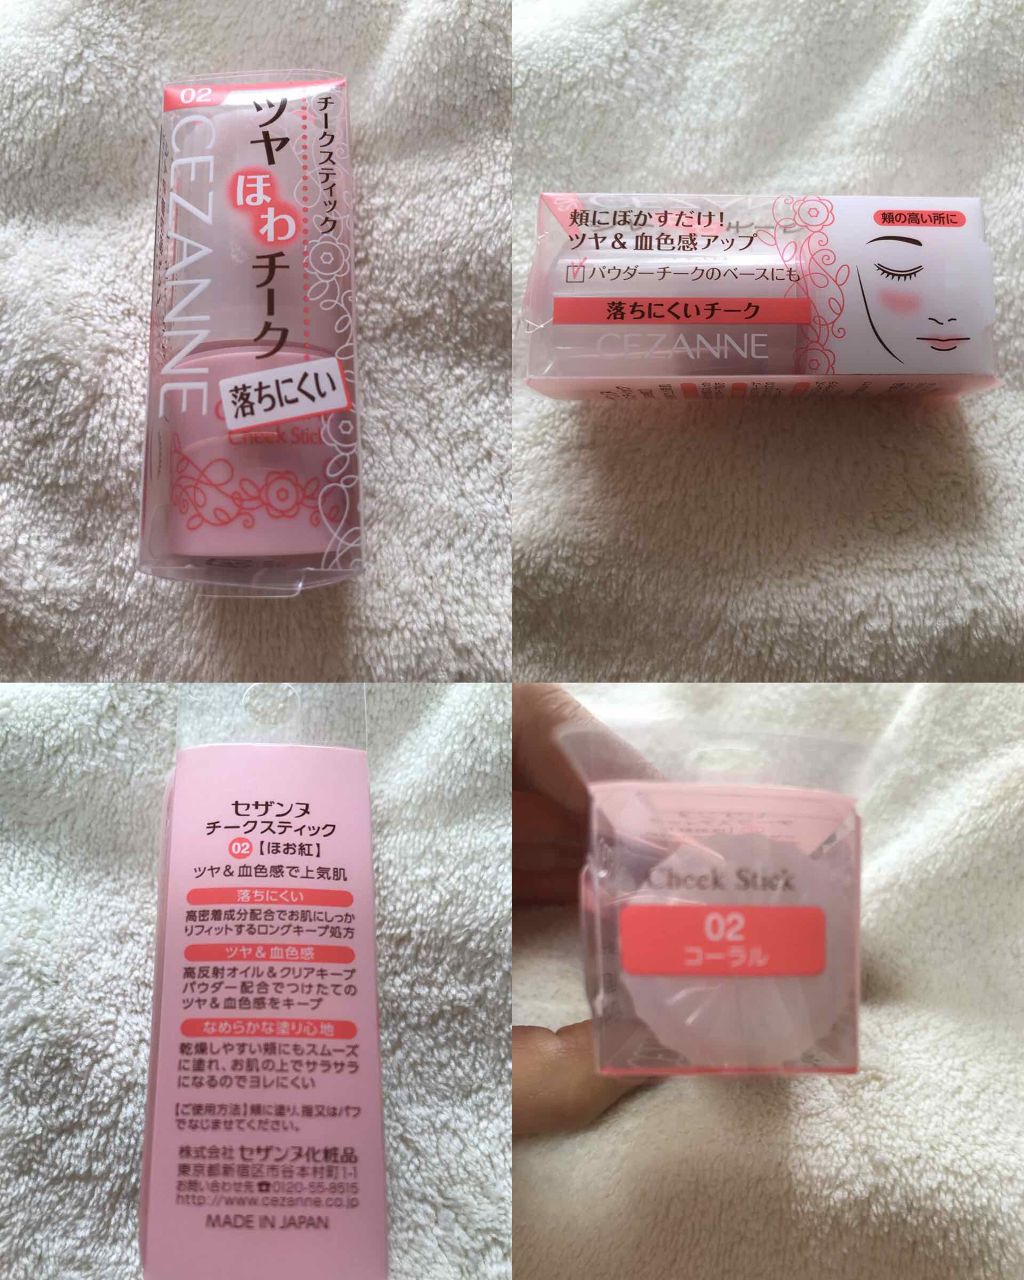 02
チークスティック
ツヤ
ほわ
チーク
CEZANNE
落ちにくい
Cheek Stick
頬にぼかすだけ!
ツヤ&血色感アップ
パウダーチークのベースにも
落ちにくいチーク
CEZANNE
頬の高い所に
セザンヌ
チークスティック
02【ほお紅】
ツヤ&血色感で上気肌
落ちにくい
高密着成分配合でお肌にしっか
りフィットするロングキープ処方
ツヤ&血色感
高反射オイル&クリアキープ
パウダー配合でつけたての
ツヤ&血色感をキープ
なめらかな塗り心地
乾燥しやすい頬にもスムーズ
に塗れ、お肌の上でサラサラ
になるのでヨレにくい
【ご使用方法】頬に塗り、指又はパフ
でなじませてください。
株式会社セザンヌ化粧品
東京都新宿区市谷本村町1-1
お問い合わせ先☎0120-55-8515
http://www.cezanne.co.jp
MADE IN JAPAN
Cheek Stick
02
コーラル